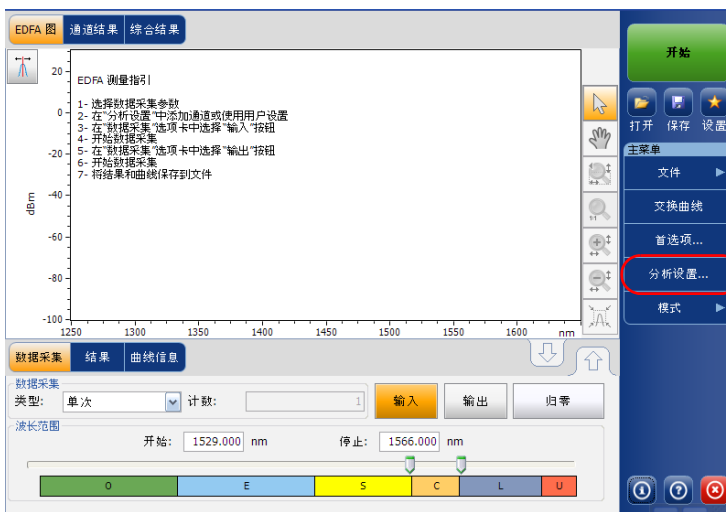 EDFA 图 通道结果 综合结果
EDFA 测量指引
1- 选择数据采集参数
2- 在"分析设置"中添加通道或使用用户设置
3- 在"数据采集"选项卡中选择"输入"按钮
4- 开始数据采集
5- 在"数据采集"选项卡中选择"输出"按钮
6- 开始数据采集
7- 将结果和曲线保存到文件
dBm
20
0
-20
-40
-60
-80
-100
1250 1300 1350 1400 1450 1500 1550 1600 nm
1:1
开始
打开 保存 设置
主菜单
文件
交换曲线
首选项...
分析设置...
模式
数据采集 结果 曲线信息
数据采集
类型: 单次 计数: 1 输入 输出 归零
波长范围
开始: 1529.000 nm 停止: 1566.000 nm
O E S C L U